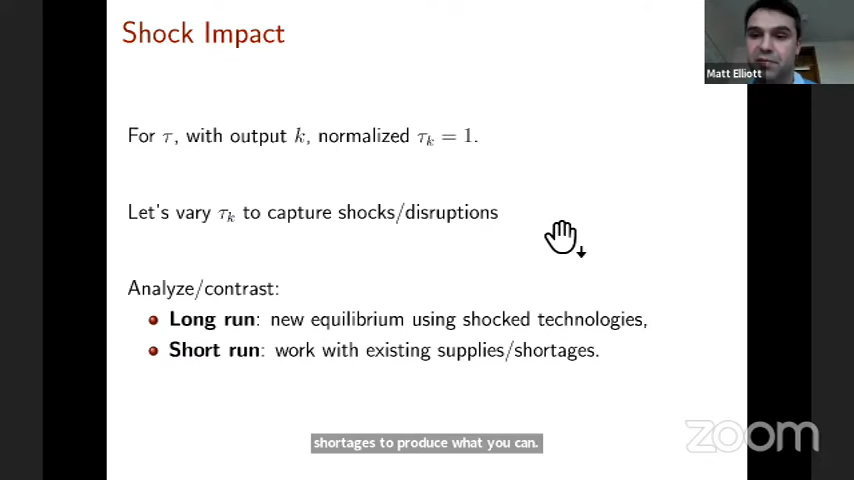 Shock Impact
Matt Elliott
For τ, with output k, normalized τₖ = 1.
Let's vary τₖ to capture shocks/disruptions
Analyze/contrast:
Long run: new equilibrium using shocked technologies,
Short run: work with existing supplies/shortages.
shortages to produce what you can.
zoom